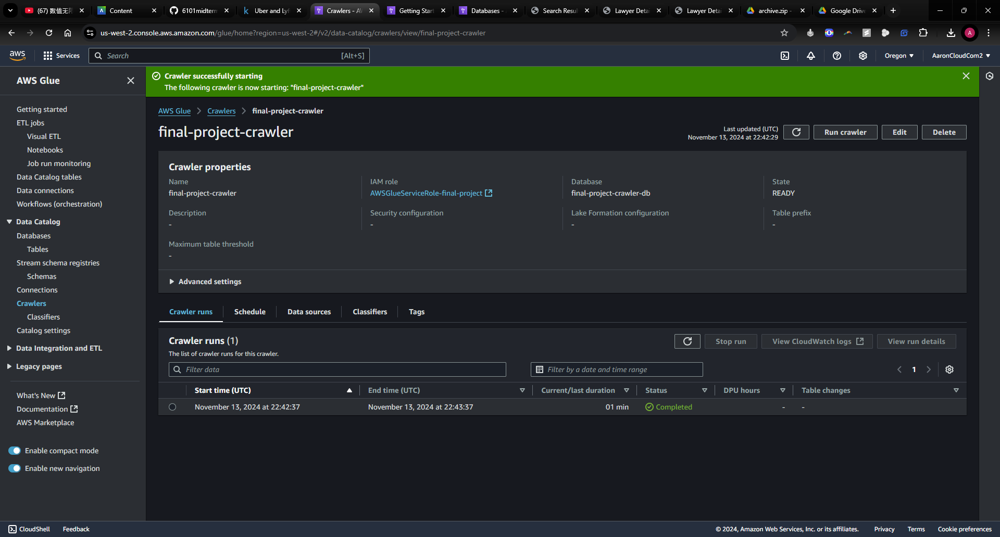 (67) 数值无限
Content
6101midterm
Uber and Lyf
Crawlers - AW
Getting Start
Databases -
Search Resul
Lawyer Detai
Lawyer Detai
archive.zip -
Google Drive
us-west-2.console.aws.amazon.com/glue/home?region=us-west-2#/v2/data-catalog/crawlers/view/final-project-crawler
A
aws
Services
Search
[Alt+S]
Oregon
AaronCloudCom2
AWS Glue
Getting started
ETL jobs
Visual ETL
Notebooks
Job run monitoring
Data Catalog tables
Data connections
Workflows (orchestration)
Data Catalog
Databases
Tables
Stream schema registries
Schemas
Connections
Crawlers
Classifiers
Catalog settings
Data Integration and ETL
Legacy pages
What's New
Documentation
AWS Marketplace
Enable compact mode
Enable new navigation
Crawler successfully starting
The following crawler is now starting: "final-project-crawler"
AWS Glue > Crawlers > final-project-crawler
final-project-crawler
Last updated (UTC)
November 13, 2024 at 22:42:29
Run crawler
Edit
Delete
Crawler properties
Name
final-project-crawler
IAM role
AWSGlueServiceRole-final-project
Database
final-project-crawler-db
State
READY
Description
-
Security configuration
-
Lake Formation configuration
-
Table prefix
-
Maximum table threshold
-
Advanced settings
Crawler runs
Schedule
Data sources
Classifiers
Tags
Crawler runs (1)
The list of crawler runs for this crawler.
Stop run
View CloudWatch logs
View run details
Filter data
Filter by a date and time range
1
Start time (UTC)
End time (UTC)
Current/last duration
Status
DPU hours
Table changes
November 13, 2024 at 22:42:37
November 13, 2024 at 22:43:37
01 min
Completed
-
-
CloudShell
Feedback
© 2024, Amazon Web Services, Inc. or its affiliates.
Privacy
Terms
Cookie preferences